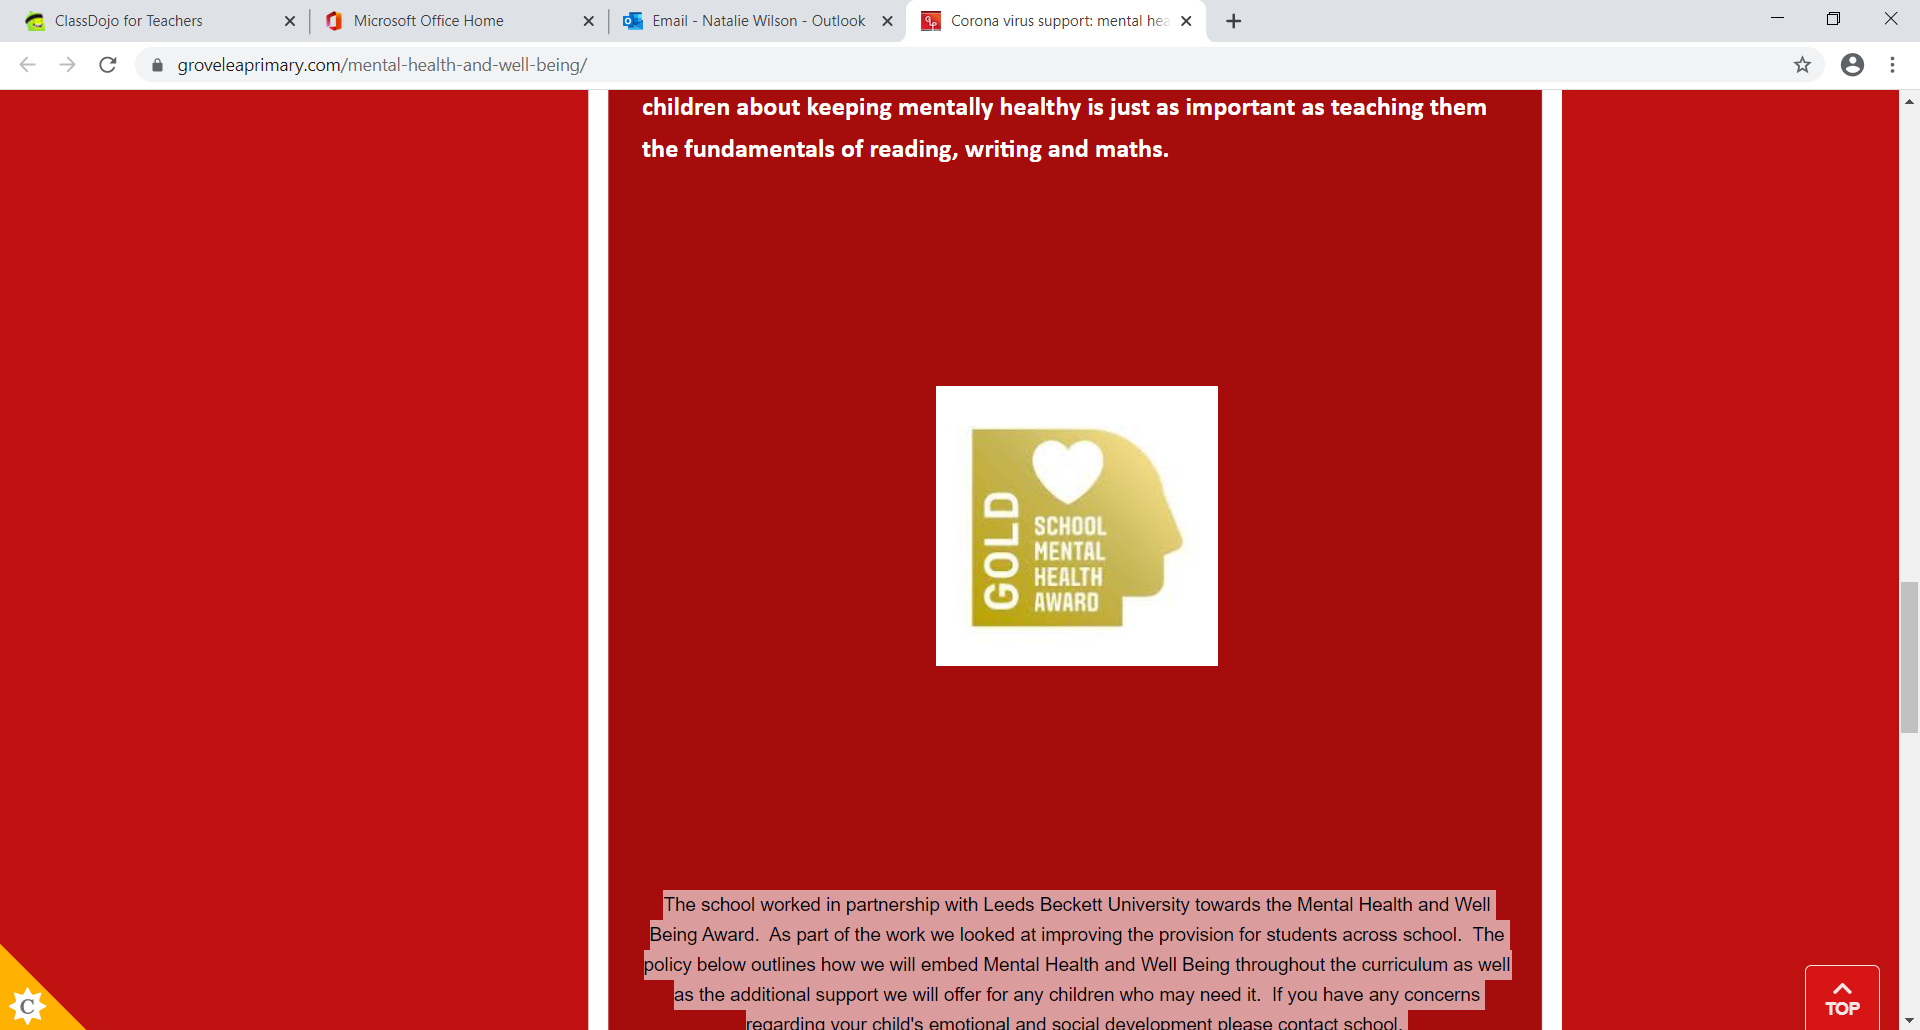 ClassDojo for Teachers
Microsoft Office Home
Email - Natalie Wilson - Outlook
Corona virus support: mental hea
groveleaprimary.com/mental-health-and-well-being/
children about keeping mentally healthy is just as important as teaching them
the fundamentals of reading, writing and maths.
GOLD
SCHOOL
MENTAL
HEALTH
AWARD
The school worked in partnership with Leeds Beckett University towards the Mental Health and Well
Being Award.  As part of the work we looked at improving the provision for students across school.  The
policy below outlines how we will embed Mental Health and Well Being throughout the curriculum as well
as the additional support we will offer for any children who may need it.  If you have any concerns
regarding your child's emotional and social development please contact school.
C
TOP